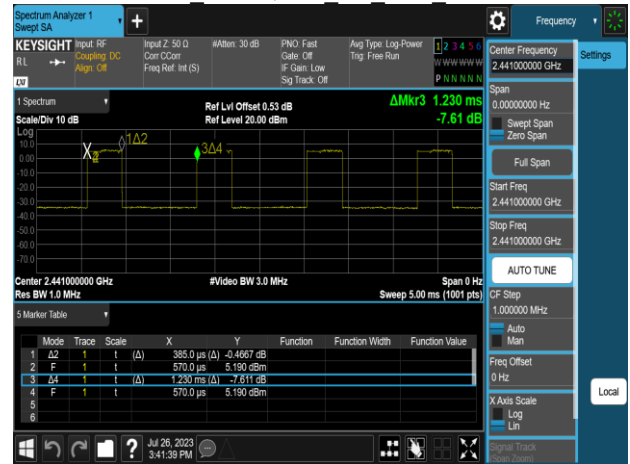 Spectrum Analyzer 1
Swept SA
Frequency
KEYSIGHT
Input: RF
Input Z: 50 Ω
#Atten: 30 dB
PNO: Fast
Avg Type: Log-Power
1 2 3 4 5 6
RL
Coupling: DC
Corr CCorr
Gate: Off
Trig: Free Run
W W W W W W
Align: Off
Freq Ref: Int (S)
IF Gain: Low
P N N N N N
Sig Track: Off
LXI
Center Frequency
2.441000000 GHz
Settings
1 Spectrum
Ref Lvl Offset 0.53 dB
ΔMkr3 1.230 ms
Scale/Div 10 dB
Ref Level 20.00 dBm
-7.61 dB
Span
0.00000000 Hz
Swept Span
Zero Span
Log
10.0
0.00
-10.0
-20.0
-30.0
-40.0
-50.0
-60.0
-70.0
X
2
1Δ2
3Δ4
Full Span
Start Freq
2.441000000 GHz
Stop Freq
2.441000000 GHz
AUTO TUNE
Center 2.441000000 GHz
#Video BW 3.0 MHz
Span 0 Hz
Res BW 1.0 MHz
Sweep 5.00 ms (1001 pts)
CF Step
1.000000 MHz
Auto
Man
5 Marker Table
Mode Trace Scale X Y Function Function Width Function Value
1 Δ2 1 t (Δ) 385.0 µs (Δ) -0.4667 dB
2 F 1 t 570.0 µs 5.190 dBm
3 Δ4 1 t (Δ) 1.230 ms (Δ) -7.611 dB
4 F 1 t 570.0 µs 5.190 dBm
5
6
Freq Offset
0 Hz
X Axis Scale
Log
Lin
Local
Signal Track
(Span Zoom)
?
Jul 26, 2023
3:41:39 PM